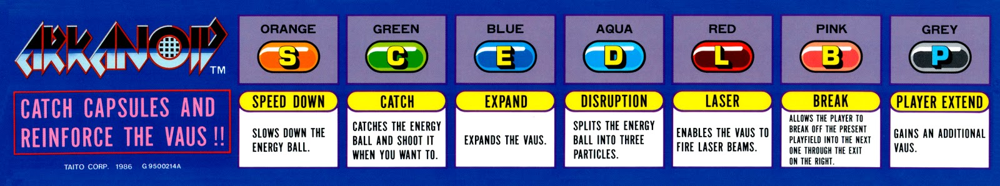 ARKANOID
TM
CATCH CAPSULES AND
REINFORCE THE VAUS !!
TAITO CORP. 1986 G9500214A
ORANGE
S
SPEED DOWN
SLOWS DOWN THE
ENERGY BALL.
GREEN
C
CATCH
CATCHES THE ENERGY
BALL AND SHOOT IT
WHEN YOU WANT TO.
BLUE
E
EXPAND
EXPANDS THE VAUS.
AQUA
D
DISRUPTION
SPLITS THE ENERGY
BALL INTO THREE
PARTICLES.
RED
L
LASER
ENABLES THE VAUS TO
FIRE LASER BEAMS.
PINK
B
BREAK
ALLOWS THE PLAYER TO
BREAK OFF THE PRESENT
PLAYFIELD INTO THE NEXT
ONE THROUGH THE EXIT
ON THE RIGHT.
GREY
P
PLAYER EXTEND
GAINS AN ADDITIONAL
VAUS.